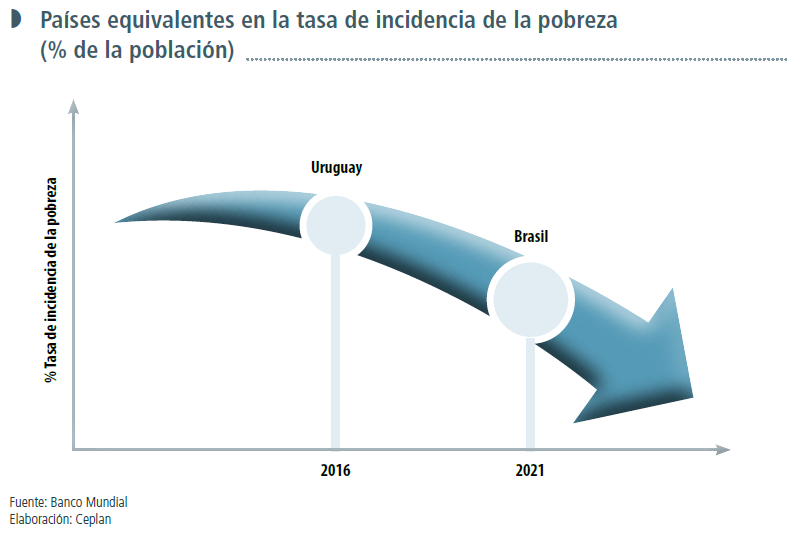 Países equivalentes en la tasa de incidencia de la pobreza
(% de la población)
Uruguay
Brasil
% Tasa de incidencia de la pobreza
2016
2021
Fuente: Banco Mundial
Elaboración: Ceplan